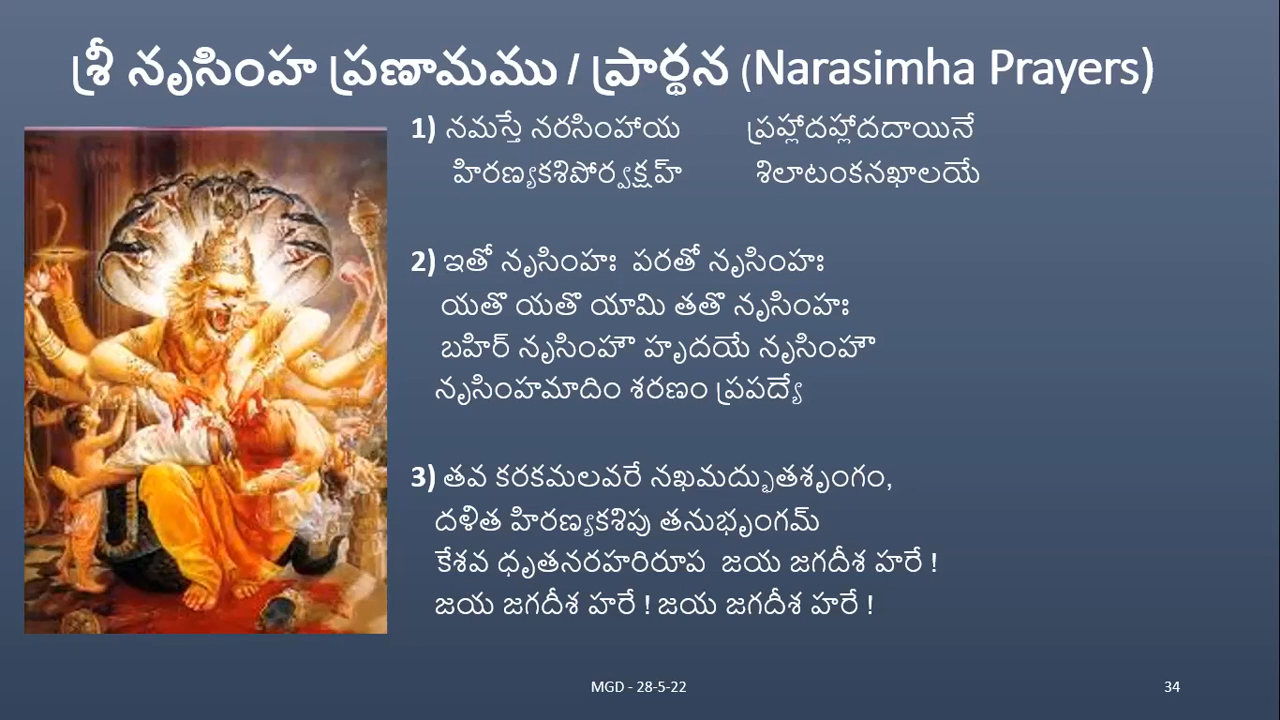 శ్రీ నృసింహ ప్రణామము / ప్రార్థన (Narasimha Prayers)
1) నమస్తే నరసింహాయ ప్రహ్లాదహ్లాదదాయినే
హిరణ్యకశిపోర్వక్షహ్ శిలాటంకనఖాలయే
2) ఇతో నృసింహః పరతో నృసింహః
యతొ యతొ యామి తతొ నృసింహః
బహిర్ నృసింహౌ హృదయే నృసింహౌ
నృసింహమాదిం శరణం ప్రపద్యే
3) తవ కరకమలవరే నఖమద్భుతశృంగం,
దళిత హిరణ్యకశిపు తనుభృంగమ్
కేశవ ధృతనరహరిరూప జయ జగదీశ హరే !
జయ జగదీశ హరే ! జయ జగదీశ హరే !
MGD - 28-5-22
34